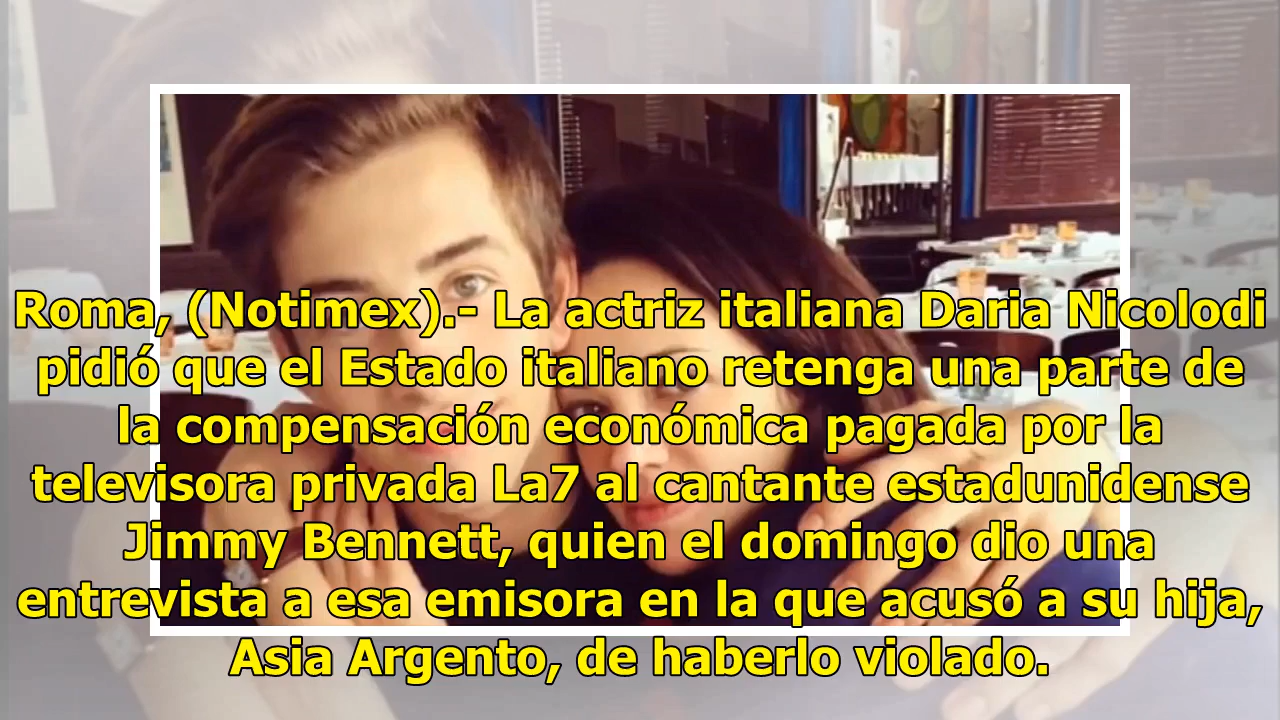 Roma, (Notimex).- La actriz italiana Daria Nicolodi
pidió que el Estado italiano retenga una parte de
la compensación económica pagada por la
televisora privada La7 al cantante estadunidense
Jimmy Bennett, quien el domingo dio una
entrevista a esa emisora en la que acusó a su hija,
Asia Argento, de haberlo violado.